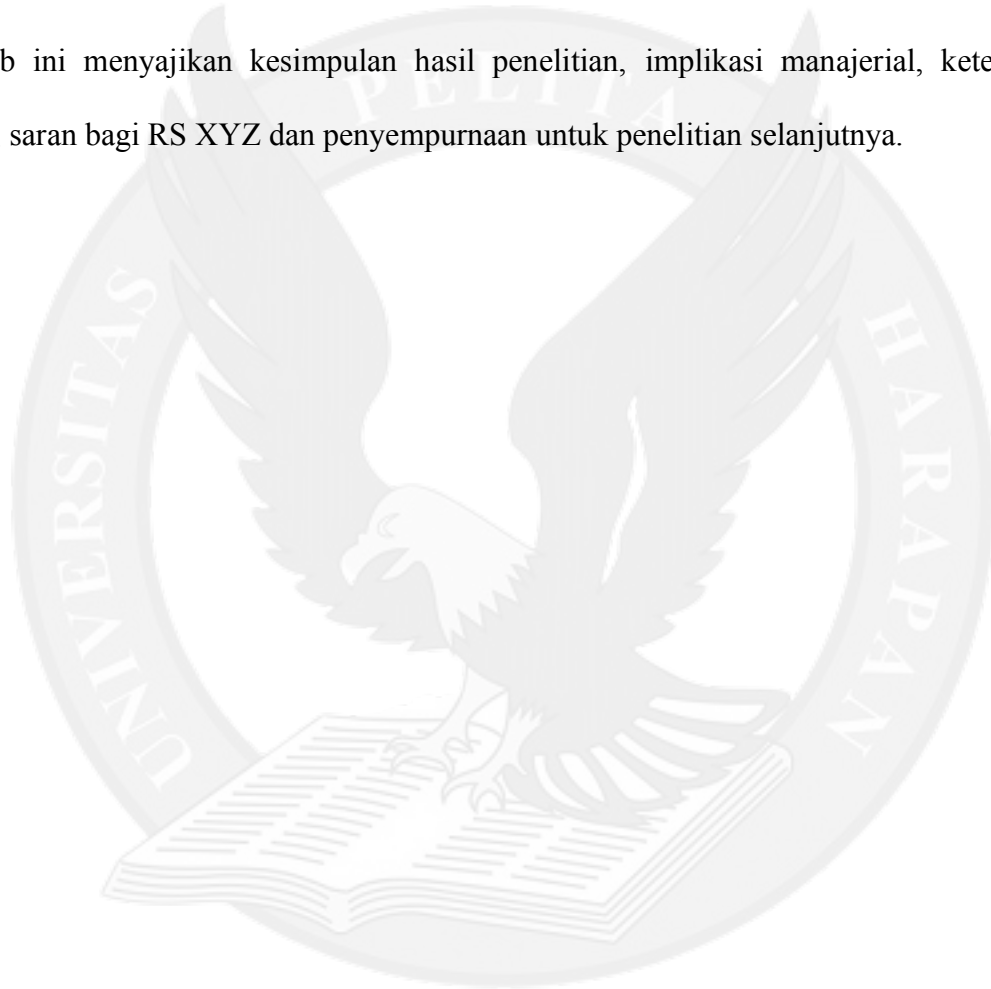 b ini menyajikan kesimpulan hasil penelitian, implikasi manajerial, kete
saran bagi RS XYZ dan penyempurnaan untuk penelitian selanjutnya.
UNIVERSITAS PELITA HARAPAN